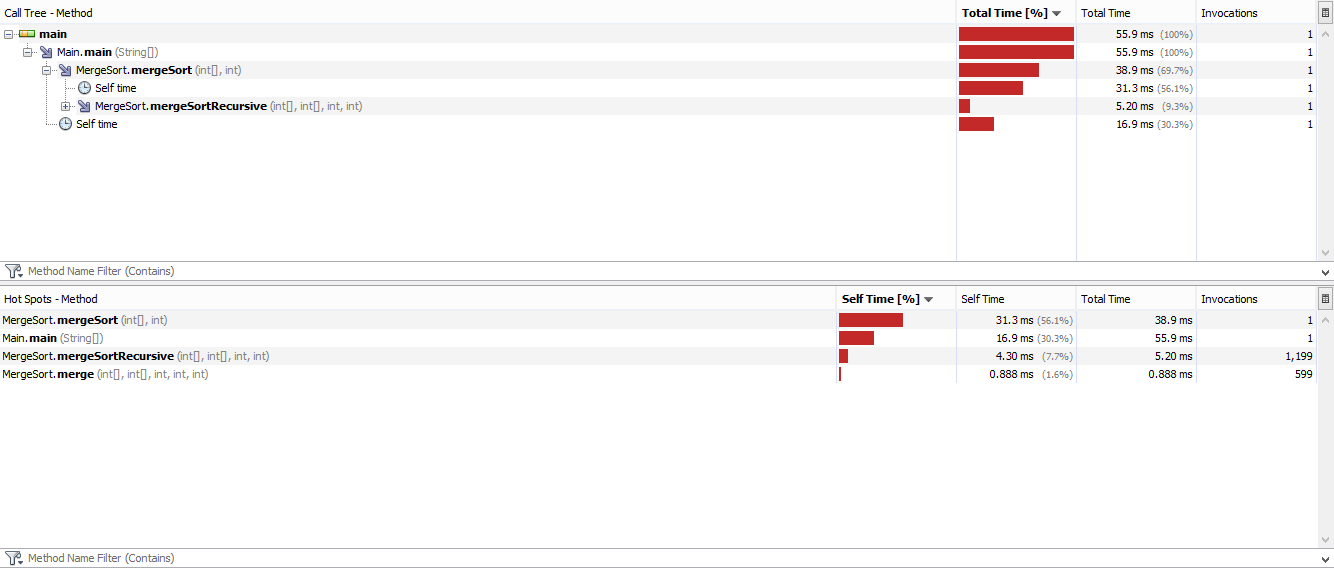 Call Tree - Method Total Time [%] Total Time Invocations
main 55.9 ms (100%) 1
Main.main (String[]) 55.9 ms (100%) 1
MergeSort.mergeSort (int[], int) 38.9 ms (69.7%) 1
Self time 31.3 ms (56.1%) 1
MergeSort.mergeSortRecursive (int[], int[], int, int) 5.20 ms (9.3%) 1
Self time 16.9 ms (30.3%) 1
Method Name Filter (Contains)
Hot Spots - Method Self Time [%] Self Time Total Time Invocations
MergeSort.mergeSort (int[], int) 31.3 ms (56.1%) 38.9 ms 1
Main.main (String[]) 16.9 ms (30.3%) 55.9 ms 1
MergeSort.mergeSortRecursive (int[], int[], int, int) 4.30 ms (7.7%) 5.20 ms 1,199
MergeSort.merge (int[], int[], int, int, int) 0.888 ms (1.6%) 0.888 ms 599
Method Name Filter (Contains)